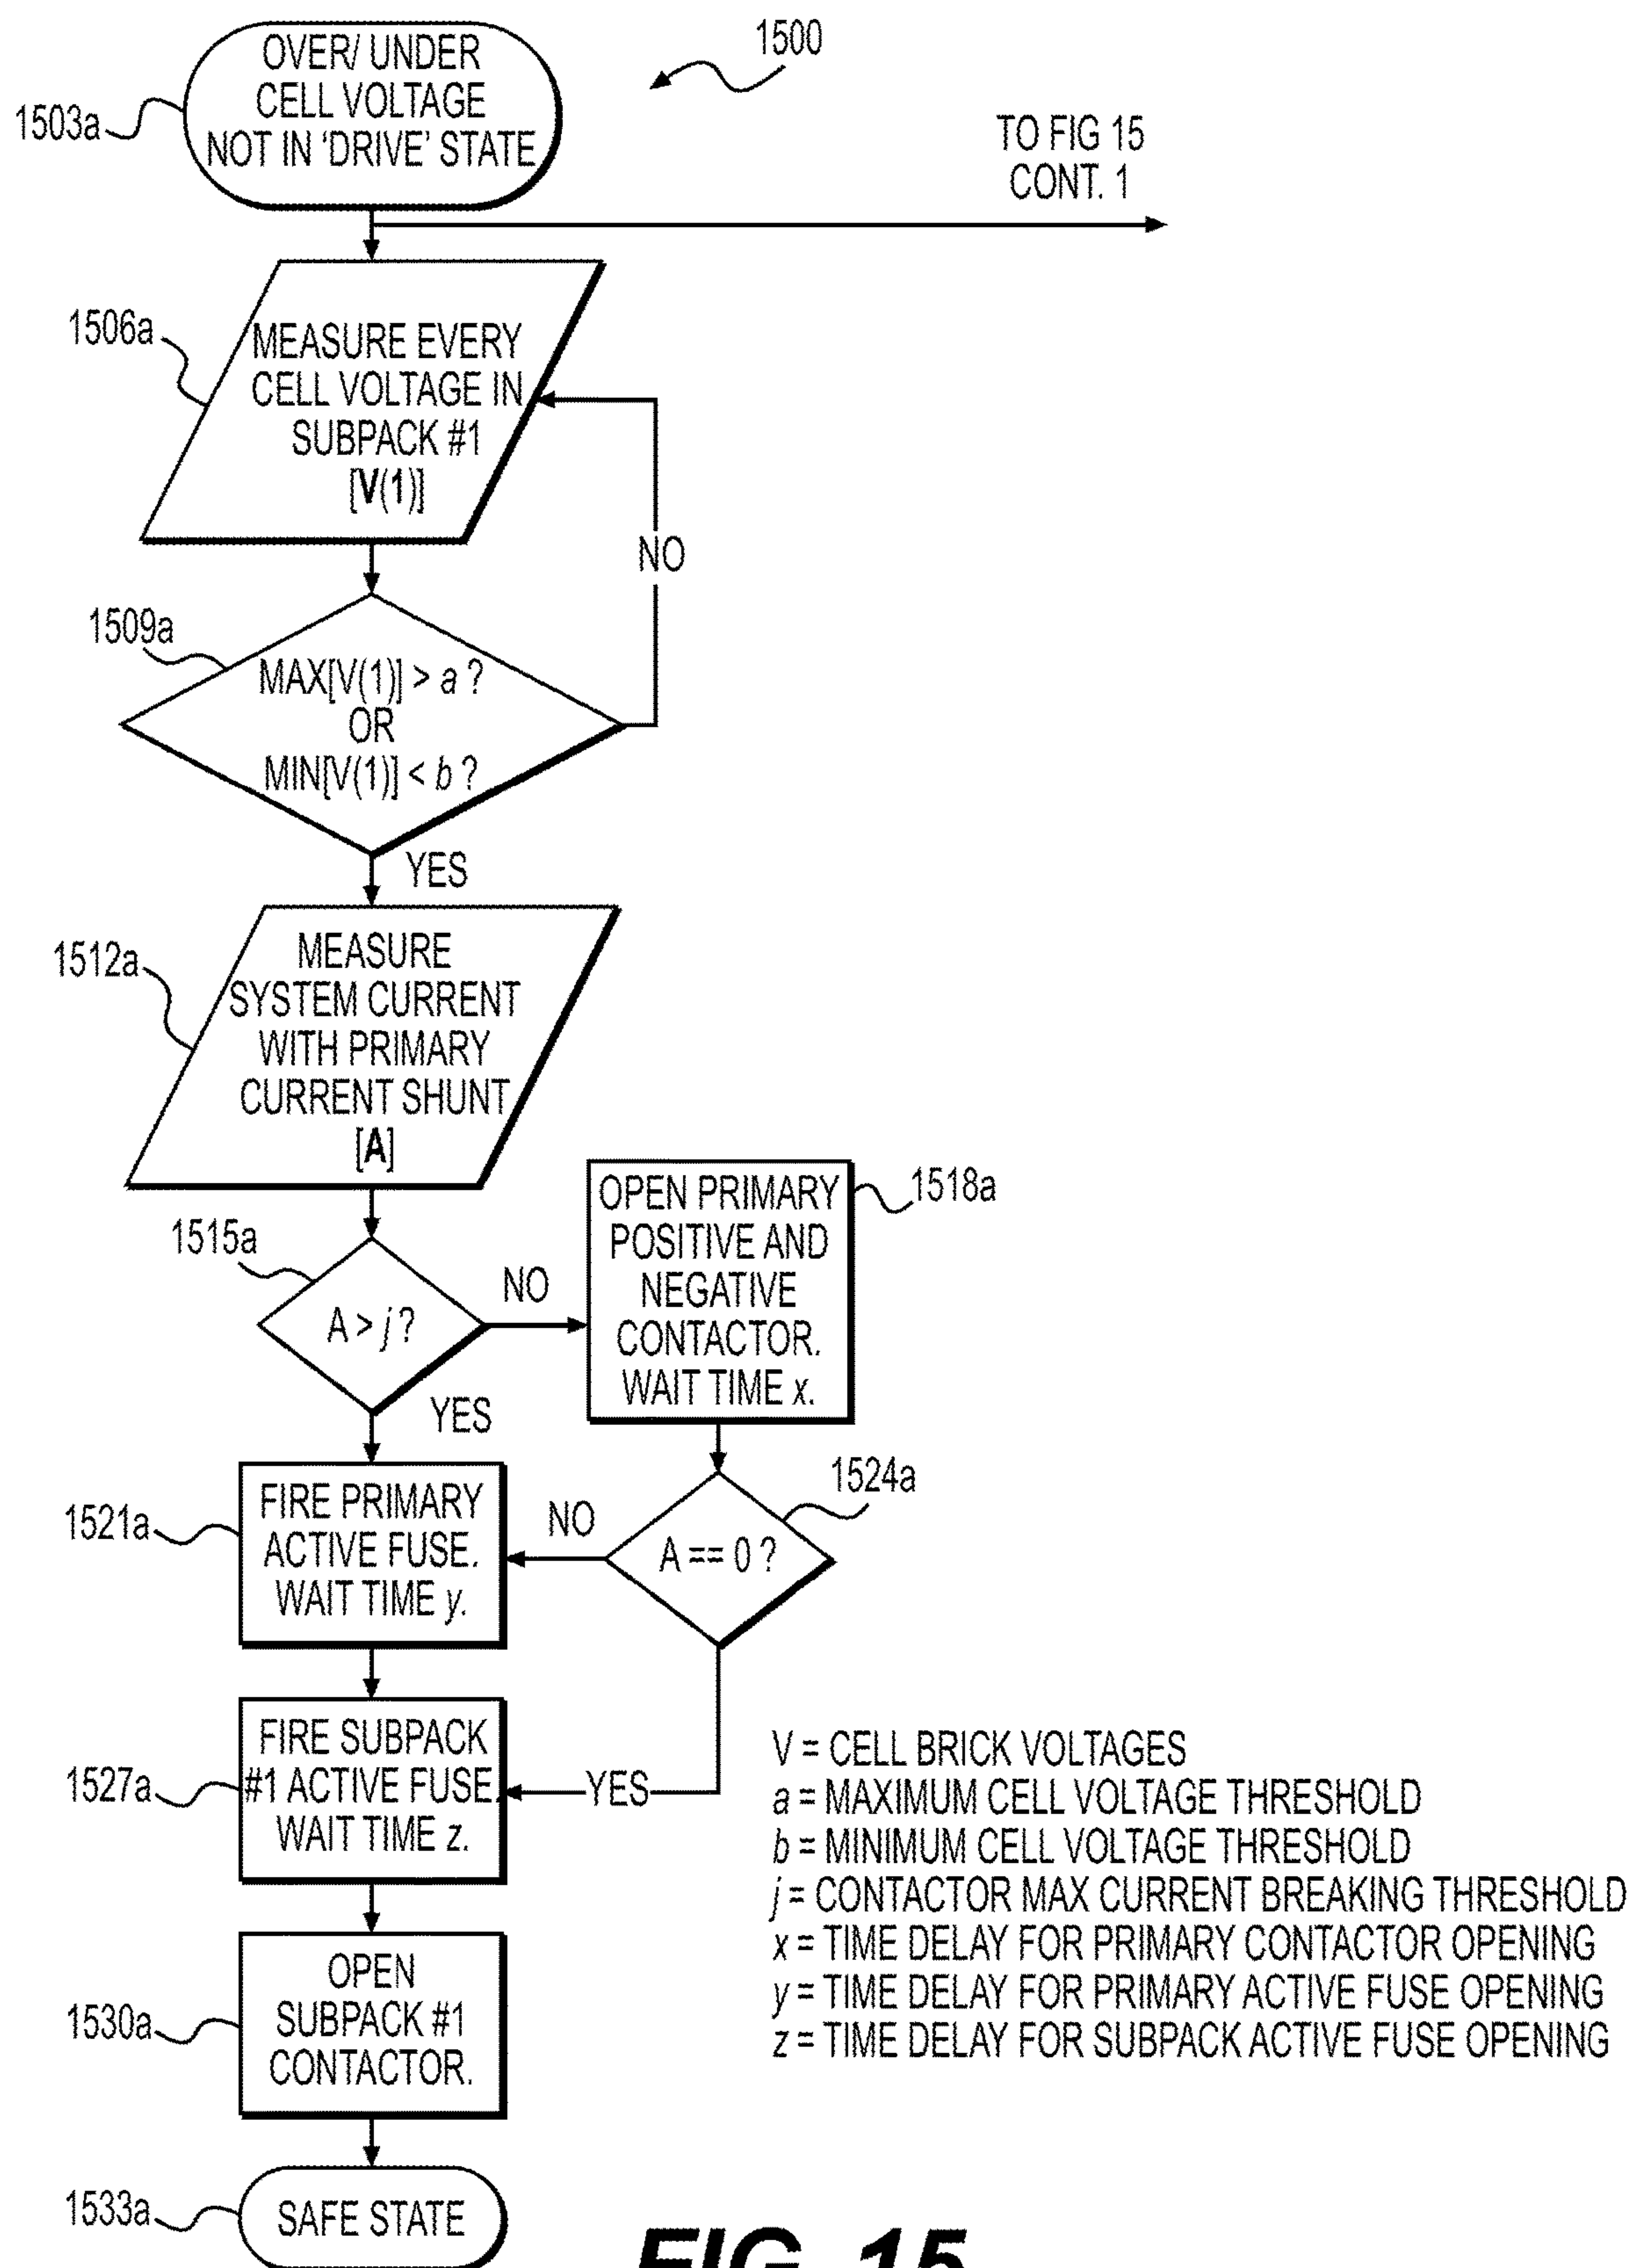 1500
OVER/ UNDER
CELL VOLTAGE
NOT IN 'DRIVE' STATE
1503a
TO FIG 15
CONT. 1
1506a
MEASURE EVERY
CELL VOLTAGE IN
SUBPACK #1
[V(1)]
NO
1509a
MAX[V(1)] > a ?
OR
MIN[V(1)] < b ?
YES
1512a
MEASURE
SYSTEM CURRENT
WITH PRIMARY
CURRENT SHUNT
[A]
1515a
A > j ?
NO
YES
OPEN PRIMARY
POSITIVE AND
NEGATIVE
CONTACTOR.
WAIT TIME x.
1518a
1521a
FIRE PRIMARY
ACTIVE FUSE.
WAIT TIME y.
NO
A == 0 ?
1524a
YES
1527a
FIRE SUBPACK
#1 ACTIVE FUSE.
WAIT TIME z.
1530a
OPEN
SUBPACK #1
CONTACTOR.
1533a
SAFE STATE
V = CELL BRICK VOLTAGES
a = MAXIMUM CELL VOLTAGE THRESHOLD
b = MINIMUM CELL VOLTAGE THRESHOLD
j = CONTACTOR MAX CURRENT BREAKING THRESHOLD
x = TIME DELAY FOR PRIMARY CONTACTOR OPENING
y = TIME DELAY FOR PRIMARY ACTIVE FUSE OPENING
z = TIME DELAY FOR SUBPACK ACTIVE FUSE OPENING
FIG. 15